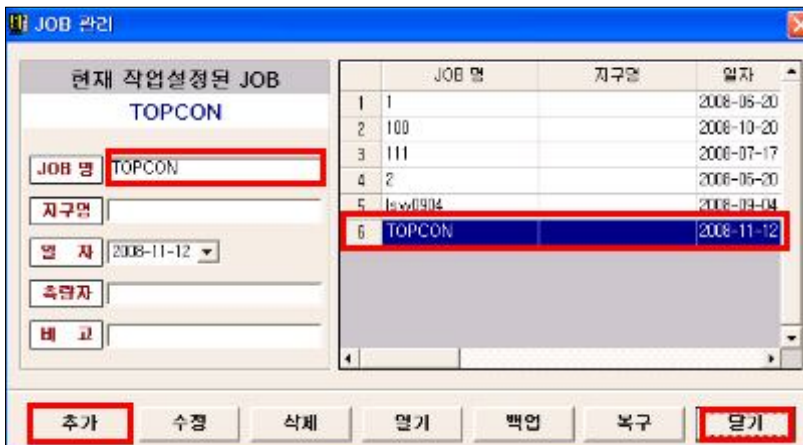 JOB 관리
현재 작업설정된 JOB
TOPCON
JOB 명 TOPCON
지구명
일 자 2008-11-12
측량자
비 고
JOB 명 지구명 일자
1 1 2008-06-20
2 100 2008-10-20
3 111 2008-07-17
4 2 2008-06-20
5 lsw0904 2008-09-04
6 TOPCON 2008-11-12
추가 수정 삭제 열기 백업 복구 닫기